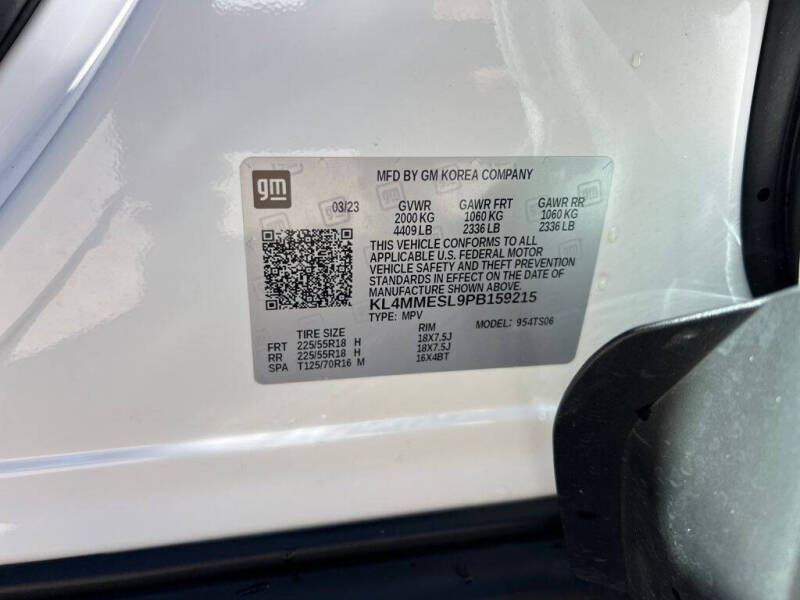 gm
MFD BY GM KOREA COMPANY
03/23 GVWR GAWR FRT GAWR RR
2000 KG 1060 KG 1060 KG
4409 LB 2336 LB 2336 LB
THIS VEHICLE CONFORMS TO ALL
APPLICABLE U.S. FEDERAL MOTOR
VEHICLE SAFETY AND THEFT PREVENTION
STANDARDS IN EFFECT ON THE DATE OF
MANUFACTURE SHOWN ABOVE.
KL4MMESL9PB159215
TYPE: MPV MODEL: 954TS06
TIRE SIZE RIM
FRT 225/55R18 H 18X7.5J
RR 225/55R18 H 18X7.5J
SPA T125/70R16 M 16X4BT